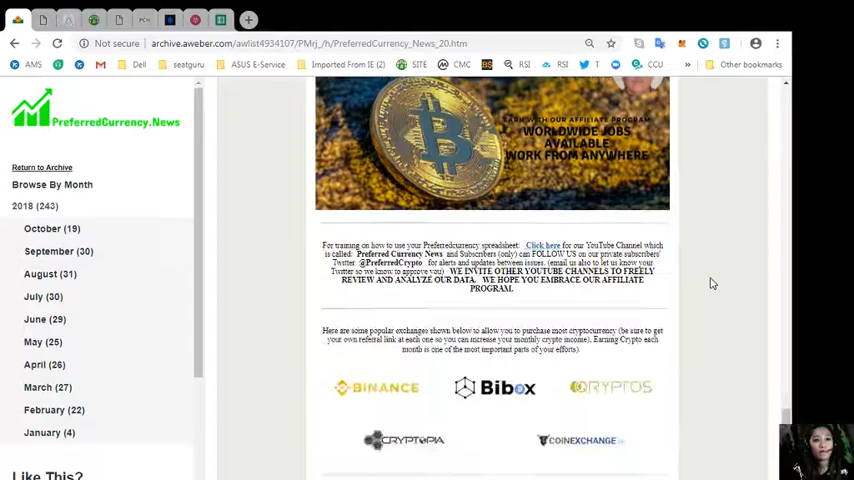 Not secure | archive.aweber.com/awlist4934107/PMrj_/h/PreferredCurrency_News_20.htm
AMS
Dell
seatguru
ASUS E-Service
Imported From IE (2)
SITE
CMC
RSI
RSI
T
CCU
»
Other bookmarks
PreferredCurrency.News
Return to Archive
Browse By Month
2018 (243)
October (19)
September (30)
August (31)
July (30)
June (29)
May (25)
April (26)
March (27)
February (22)
January (4)
Like This?
EARN WITH OUR AFFILIATE PROGRAM
WORLDWIDE JOBS
AVAILABLE
WORK FROM ANYWHERE
For training on how to use your Preferredcurrency spreadsheet: Click here for our YouTube Channel which
is called: Preferred Currency News and Subscribers (only) can FOLLOW US on our private subscribers'
Twitter @PreferredCrypto for alerts and updates between issues. (email us also to let us know your
Twitter so we know to approve you) WE INVITE OTHER YOUTUBE CHANNELS TO FREELY
REVIEW AND ANALYZE OUR DATA. WE HOPE YOU EMBRACE OUR AFFILIATE
PROGRAM.
Here are some popular exchanges shown below to allow you to purchase most cryptocurrency (be sure to get
your own referral link at each one so you can increase your monthly crypto income). Earning Crypto each
month is one of the most important parts of your efforts).
BINANCE
Bibox
QRYPTOS
CRYPTOPIA
COINEXCHANGE